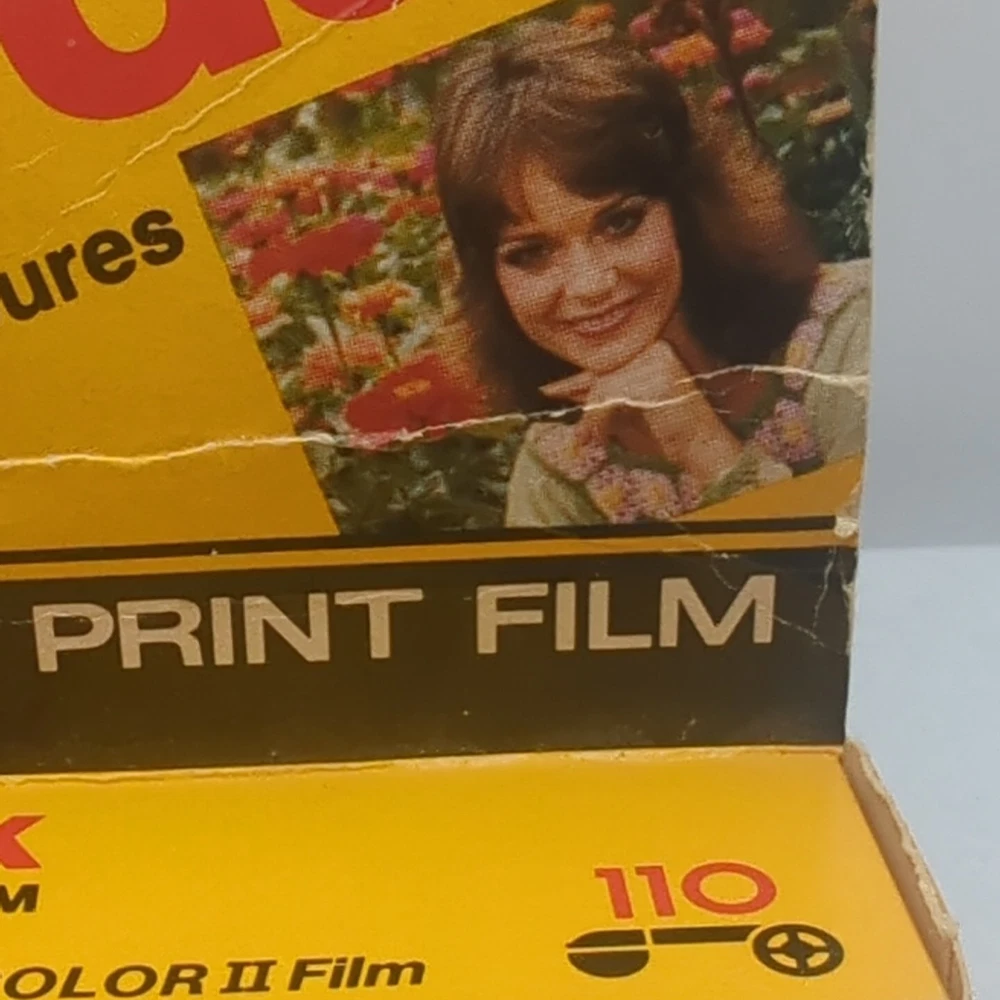 ures
PRINT FILM
K
M
110
OLOR II Film